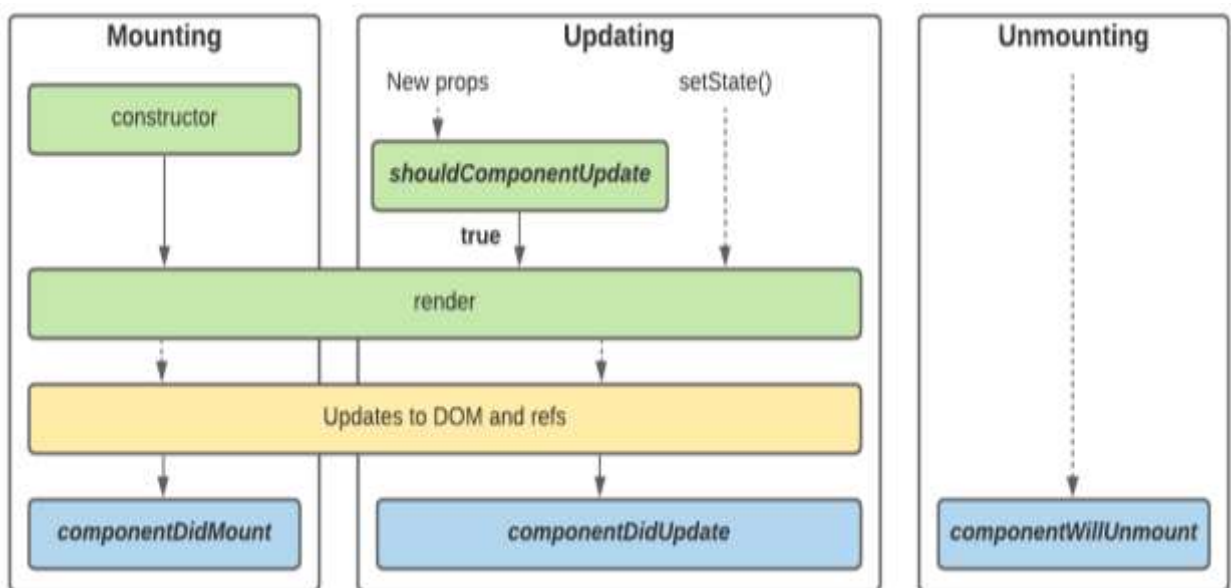 Mounting
Updating
Unmounting
New props
setState()
constructor
shouldComponentUpdate
true
render
Updates to DOM and refs
componentDidMount
componentDidUpdate
componentWillUnmount